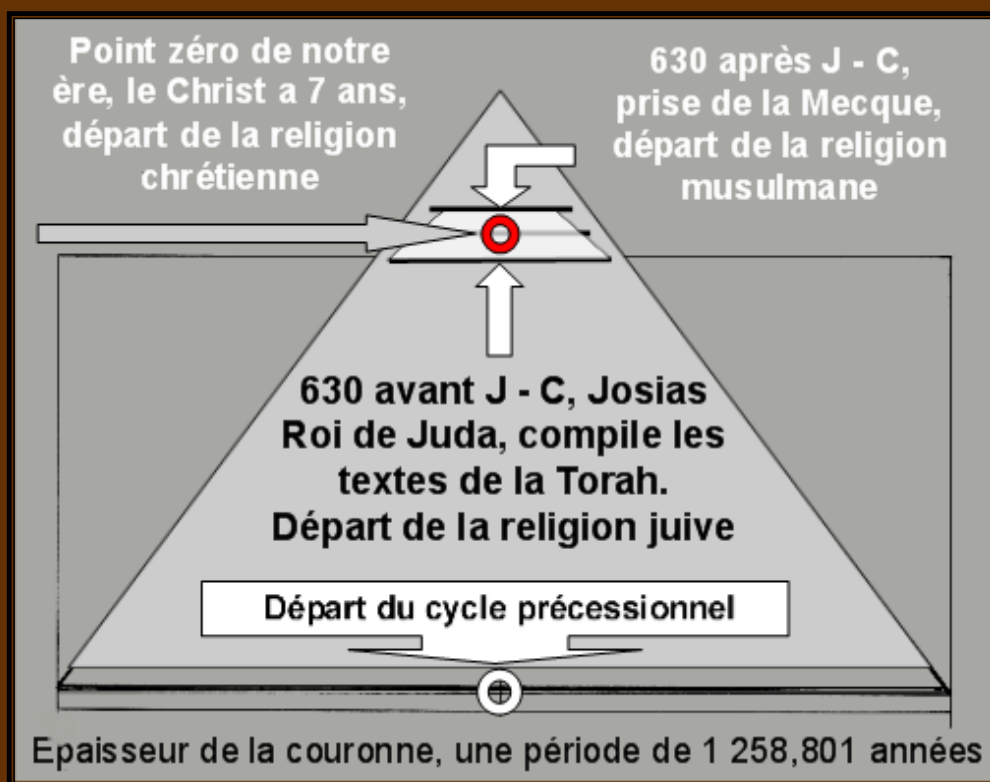 Point zéro de notre
ère, le Christ a 7 ans,
départ de la religion
chrétienne
630 après J - C,
prise de la Mecque,
départ de la religion
musulmane
630 avant J - C, Josias
Roi de Juda, compile les
textes de la Torah.
Départ de la religion juive
Départ du cycle précessionnel
Epaisseur de la couronne, une période de 1 258,801 années